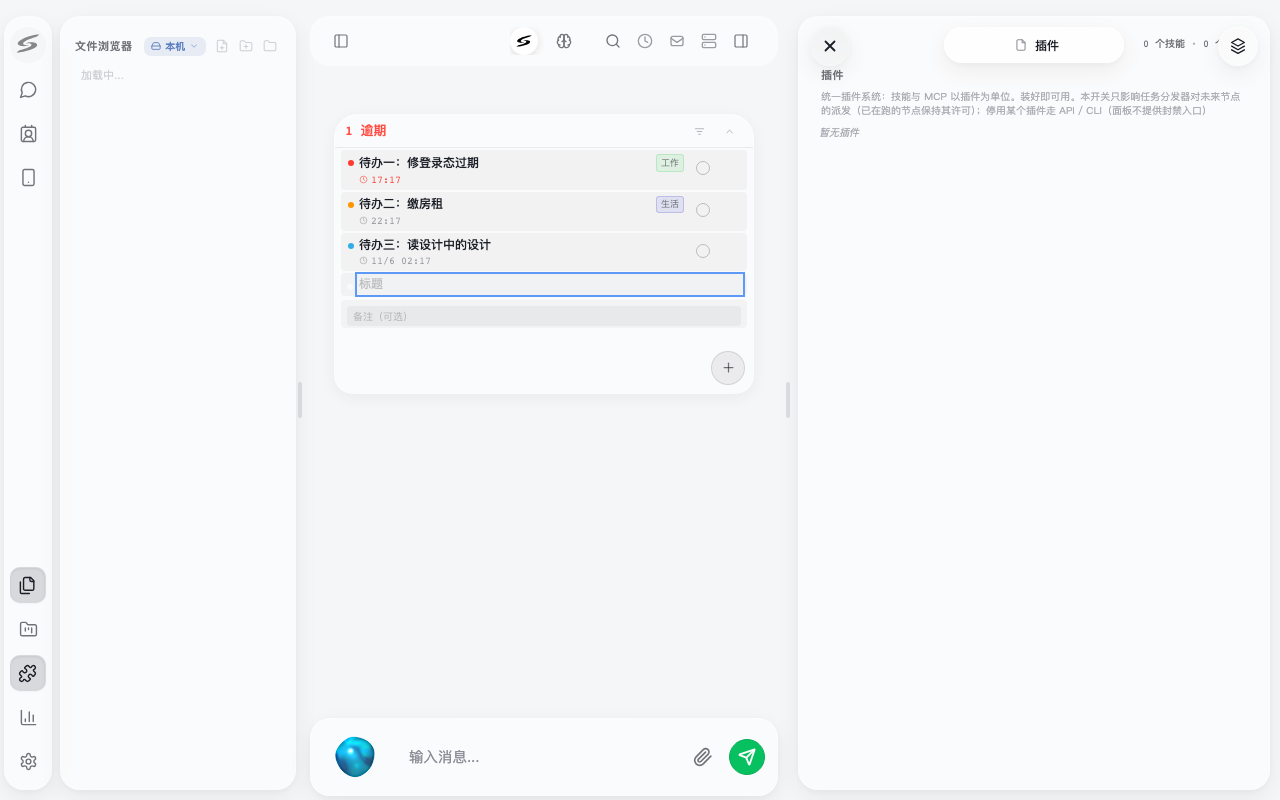 文件浏览器
本机
加载中...
1 逾期
待办一：修登录态过期
工作
17:17
待办二：缴房租
生活
22:17
待办三：读设计中的设计
11/6 02:17
标题
备注（可选）
输入消息...
插件
0 个技能 · 0
插件
统一插件系统：技能与 MCP 以插件为单位。装好即可用。本开关只影响任务分发器对未来节点
的派发（已在跑的节点保持其许可）；停用某个插件走 API / CLI（面板不提供封禁入口）
暂无插件